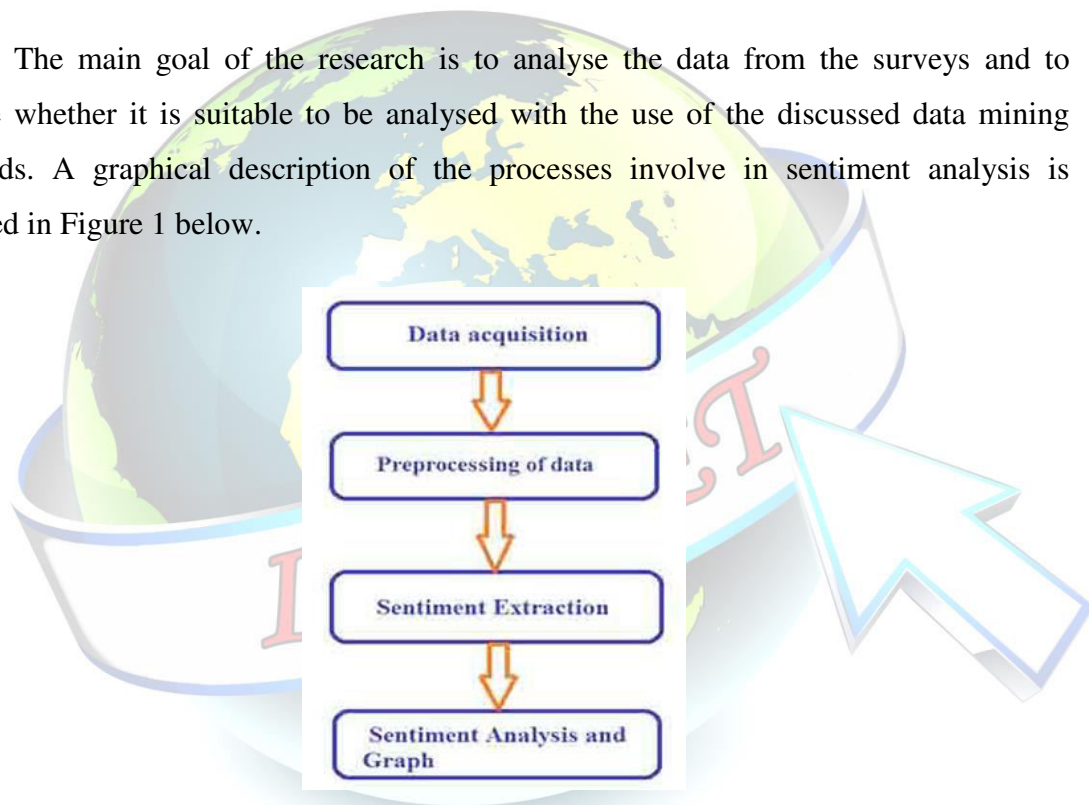 The main goal of the research is to analyse the data from the surveys and to
whether it is suitable to be analysed with the use of the discussed data mining
A graphical description of the processes involve in sentiment analysis is
in Figure 1 below.
Data acquisition
Preprocessing of data
Sentiment Extraction
Sentiment Analysis and
Graph